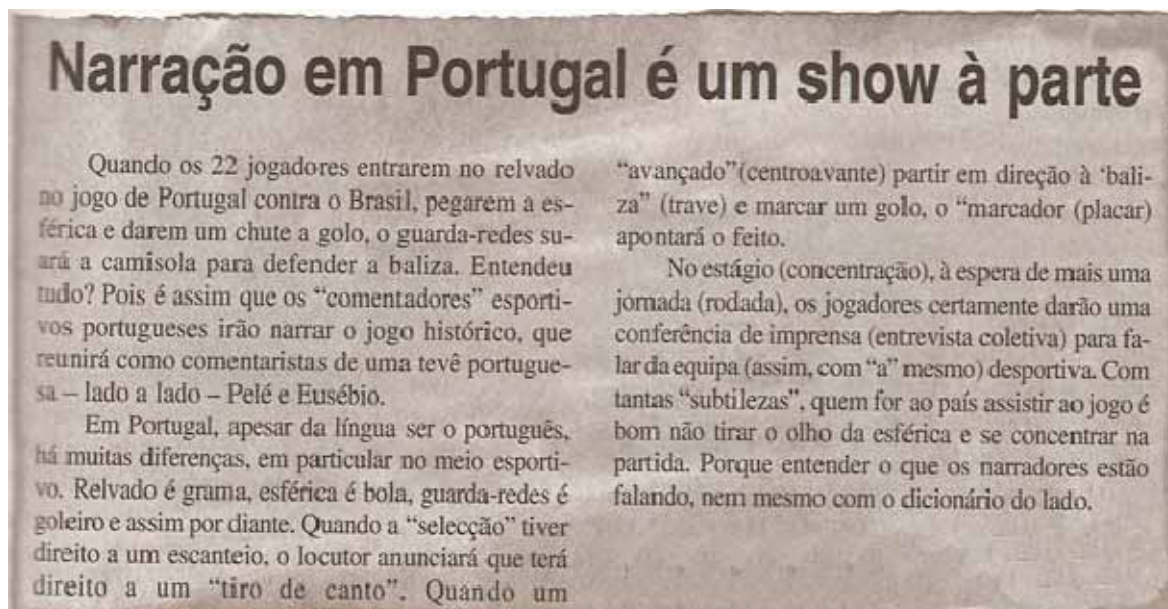 Narração em Portugal é um show à parte
Quando os 22 jogadores entrarem no relvado
no jogo de Portugal contra o Brasil, pegarem a es-
férica e darem um chute a golo, o guarda-redes su-
ará a camisola para defender a baliza. Entendeu
tudo? Pois é assim que os “comentadores” esporti-
vos portugueses irão narrar o jogo histórico, que
reunirá como comentaristas de uma tevê portugue-
sa – lado a lado – Pelé e Eusébio.
Em Portugal, apesar da língua ser o português,
há muitas diferenças, em particular no meio esporti-
vo. Relvado é grama, esférica é bola, guarda-redes é
goleiro e assim por diante. Quando a “selecção” tiver
direito a um escanteio, o locutor anunciará que terá
direito a um “tiro de canto”. Quando um
“avançado”(centroavante) partir em direção à ‘bali-
za” (trave) e marcar um golo, o “marcador (placar)
apontará o feito.
No estágio (concentração), à espera de mais uma
jornada (rodada), os jogadores certamente darão uma
conferência de imprensa (entrevista coletiva) para fa-
lar da equipa (assim, com “a” mesmo) desportiva. Com
tantas “subtilezas”, quem for ao país assistir ao jogo é
bom não tirar o olho da esférica e se concentrar na
partida. Porque entender o que os narradores estão
falando, nem mesmo com o dicionário do lado.